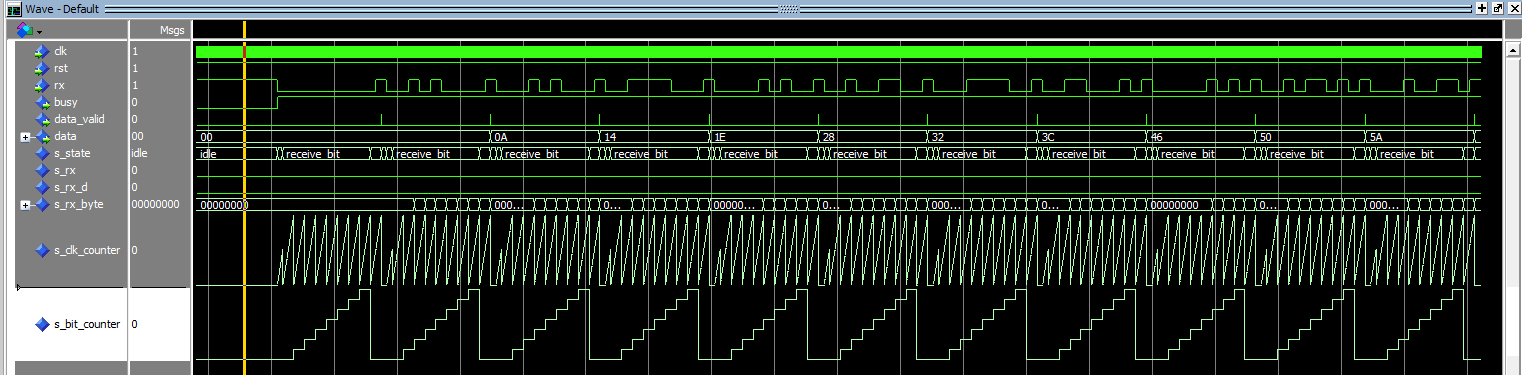 Wave - Default
Msgs
clk 1
rst 1
rx 1
busy 0
data_valid 0
data 00 00 0A 14 1E 28 32 3C 46 50 5A
s_state idle idle receive_bit receive_bit receive_bit receive_bit receive_bit receive_bit receive_bit receive_bit receive_bit receive_bit receive_bit
s_rx 0
s_rx_d 0
s_rx_byte 00000000 00000000 000... 0... 00000... 0... 000... 0... 00000000 0... 000...
s_clk_counter 0
s_bit_counter 0